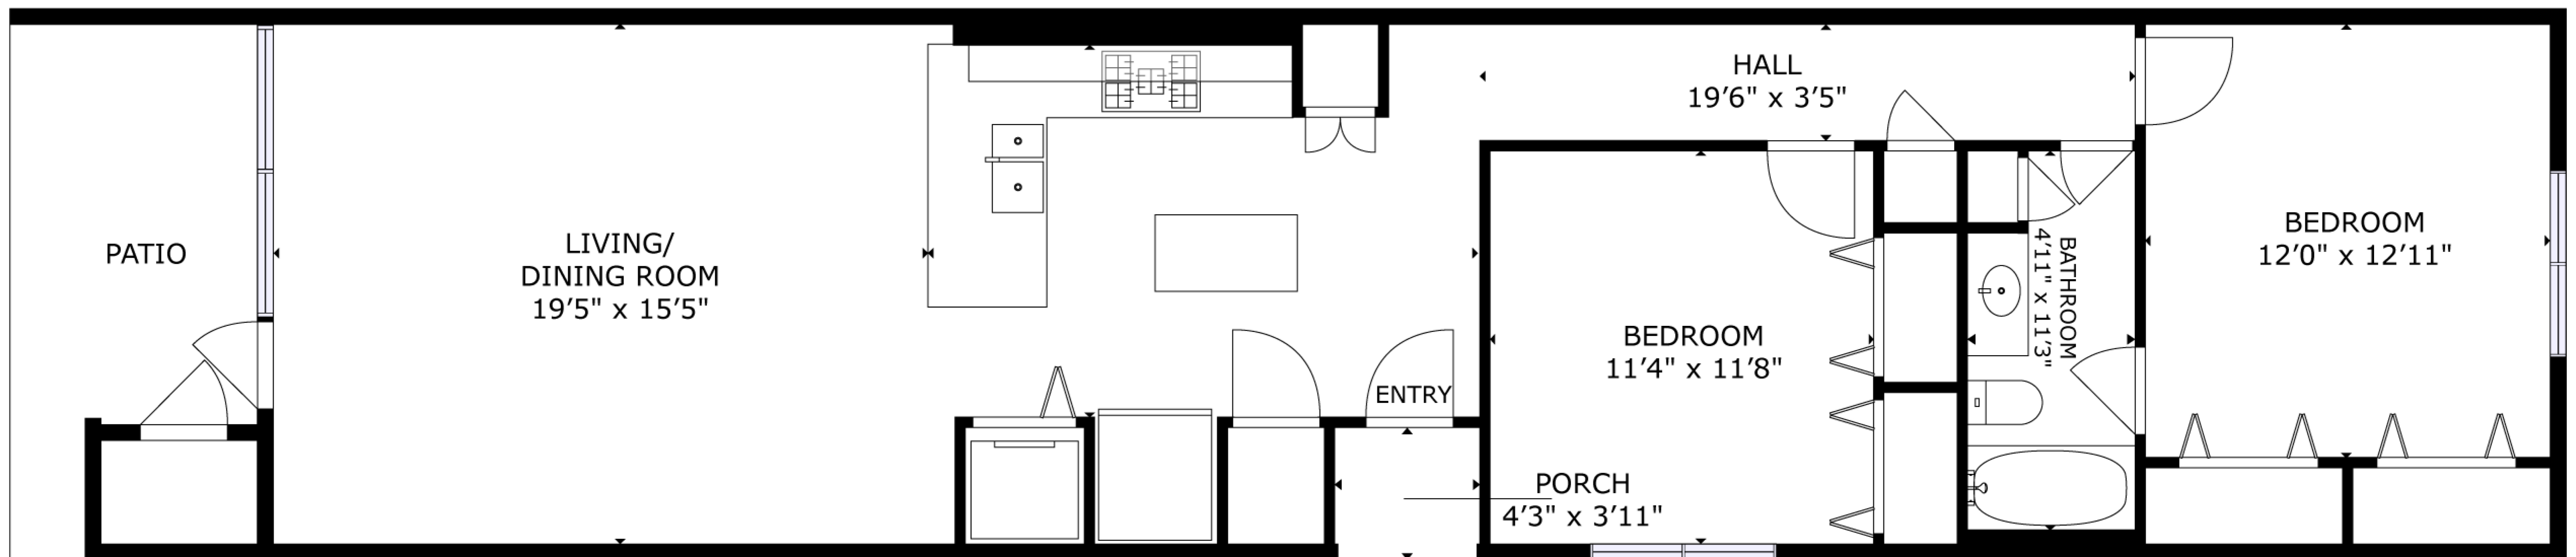 PATIO
LIVING/
DINING ROOM
19'5" x 15'5"
HALL
19'6" x 3'5"
ENTRY
PORCH
4'3" x 3'11"
BEDROOM
11'4" x 11'8"
BATHROOM
4'11" x 11'3"
BEDROOM
12'0" x 12'11"